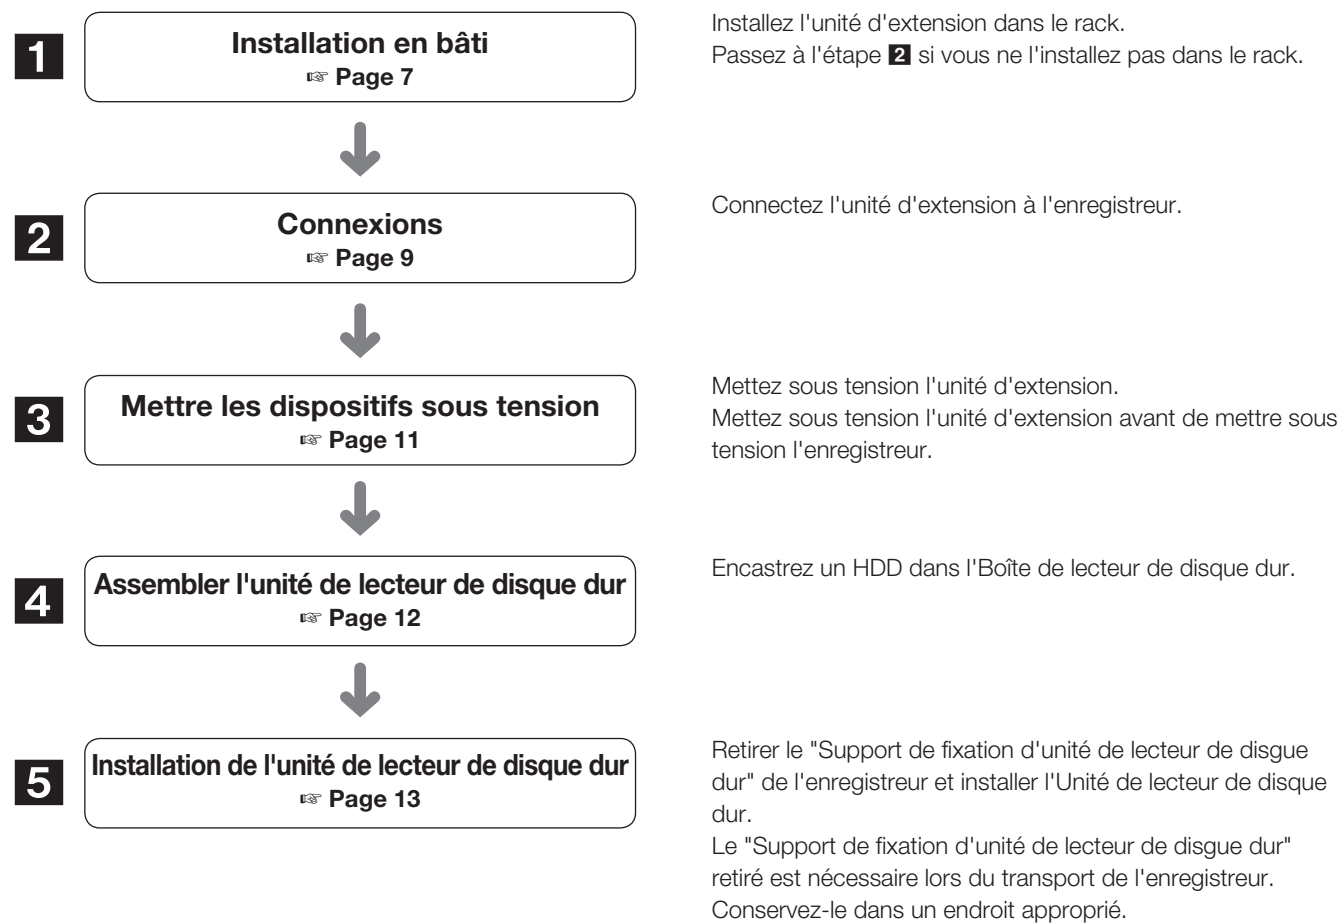 1
Installation en bâti
☞ Page 7
Installez l'unité d'extension dans le rack.
Passez à l'étape 2 si vous ne l'installez pas dans le rack.
2
Connexions
☞ Page 9
Connectez l'unité d'extension à l'enregistreur.
3
Mettre les dispositifs sous tension
☞ Page 11
Mettez sous tension l'unité d'extension.
Mettez sous tension l'unité d'extension avant de mettre sous
tension l'enregistreur.
4
Assembler l'unité de lecteur de disque dur
☞ Page 12
Encastrez un HDD dans l'Boîte de lecteur de disque dur.
5
Installation de l'unité de lecteur de disque dur
☞ Page 13
Retirer le "Support de fixation d'unité de lecteur de disgue
dur" de l'enregistreur et installer l'Unité de lecteur de disque
dur.
Le "Support de fixation d'unité de lecteur de disgue dur"
retiré est nécessaire lors du transport de l'enregistreur.
Conservez-le dans un endroit approprié.